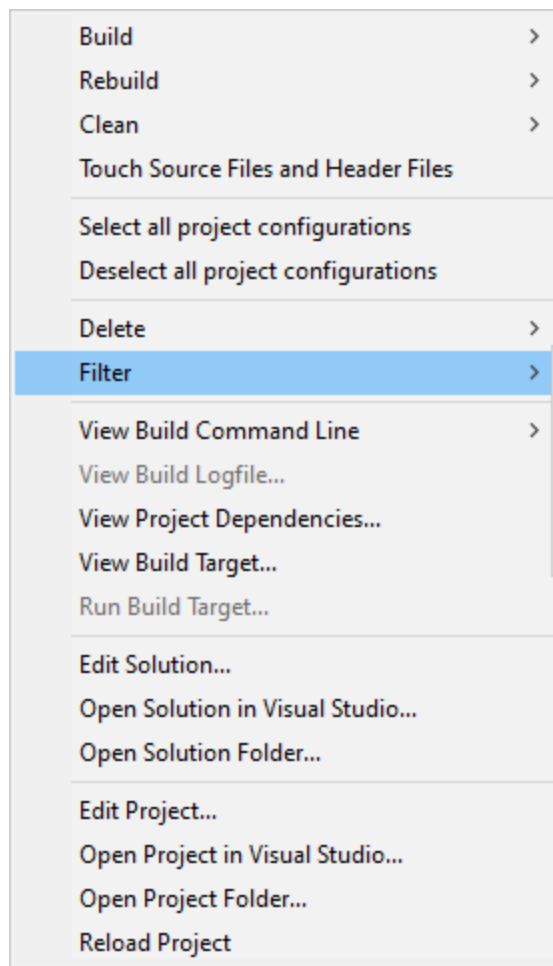 Build
Rebuild
Clean
Touch Source Files and Header Files
Select all project configurations
Deselect all project configurations
Delete
Filter
View Build Command Line
View Build Logfile...
View Project Dependencies...
View Build Target...
Run Build Target...
Edit Solution...
Open Solution in Visual Studio...
Open Solution Folder...
Edit Project...
Open Project in Visual Studio...
Open Project Folder...
Reload Project